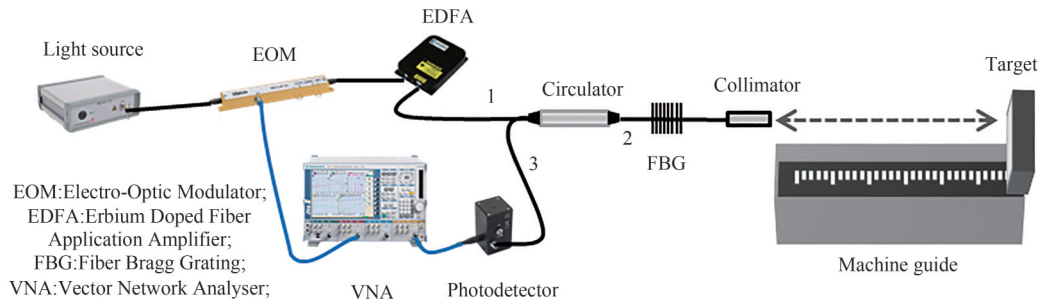 Light source
EOM
EDFA
1
Circulator
2
FBG
Collimator
Target
3
EOM:Electro-Optic Modulator;
EDFA:Erbium Doped Fiber
Application Amplifier;
FBG:Fiber Bragg Grating;
VNA:Vector Network Analyser;
VNA
Photodetector
Machine guide